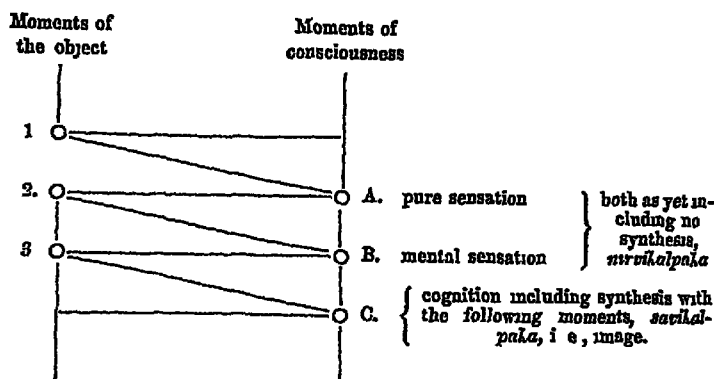 Moments of
the object
Moments of
consciousness
1
2.
3
A. pure sensation
B. mental sensation
both as yet in-
cluding no
synthesis,
nirvikalpaka
C. cognition including synthesis with
the following moments, savikal-
paka, i e, image.